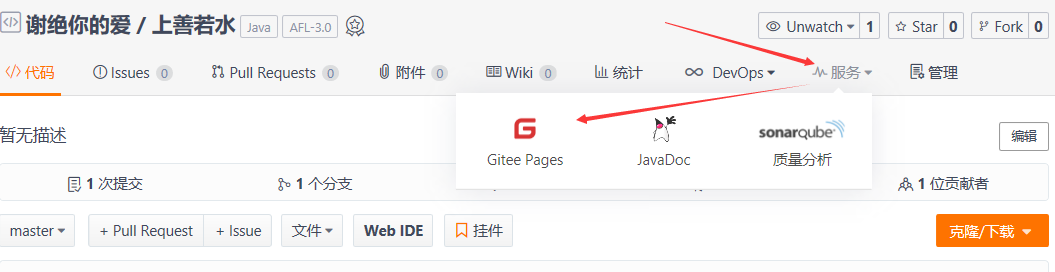 谢绝你的爱 / 上善若水 Java AFL-3.0 Unwatch 1 Star 0 Fork 0
代码 Issues 0 Pull Requests 0 附件 0 Wiki 0 统计 DevOps 服务 管理
G sonarqube
Gitee Pages JavaDoc 质量分析
暂无描述 编辑
1 次提交 1 个分支 1 位贡献者
master + Pull Request + Issue 文件 Web IDE 挂件 克隆/下载